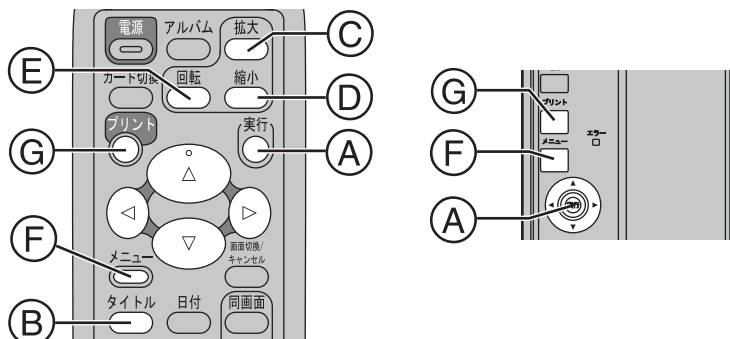 電源 アルバム 拡大
カード切換 回転 縮小
プリント 実行
メニュー 画面切換/
キャンセル
タイトル 日付 同画面
C
E
D
G
A
F
B
プリント
エラー
メニュー
G
F
A